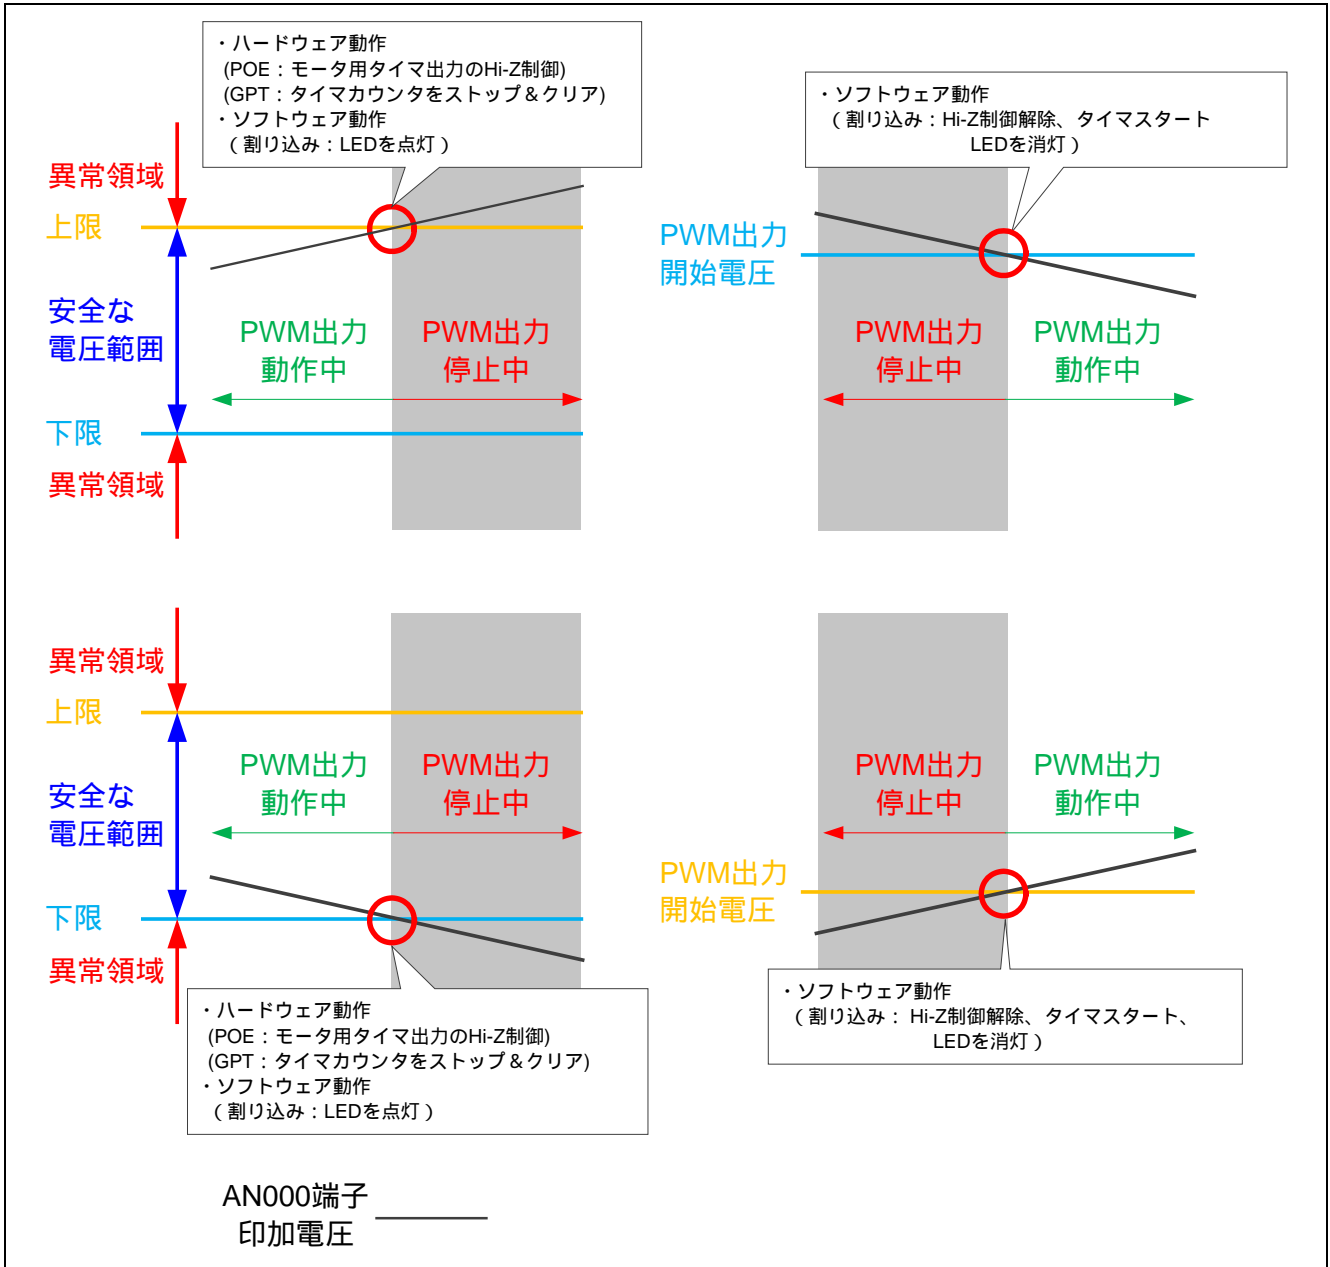 ・ハードウェア動作
(POE：モータ用タイマ出力のHi-Z制御)
(GPT：タイマカウンタをストップ＆クリア)
・ソフトウェア動作
（割り込み：LEDを点灯）
・ソフトウェア動作
（割り込み：Hi-Z制御解除、タイマスタート
LEDを消灯）
異常領域
上限
安全な
電圧範囲
下限
異常領域
PWM出力
動作中
PWM出力
停止中
PWM出力
開始電圧
PWM出力
停止中
PWM出力
動作中
異常領域
上限
安全な
電圧範囲
下限
異常領域
PWM出力
動作中
PWM出力
停止中
PWM出力
停止中
PWM出力
動作中
PWM出力
開始電圧
・ハードウェア動作
(POE：モータ用タイマ出力のHi-Z制御)
(GPT：タイマカウンタをストップ＆クリア)
・ソフトウェア動作
（割り込み：LEDを点灯）
・ソフトウェア動作
（割り込み： Hi-Z制御解除、タイマスタート、
LEDを消灯）
AN000端子
印加電圧